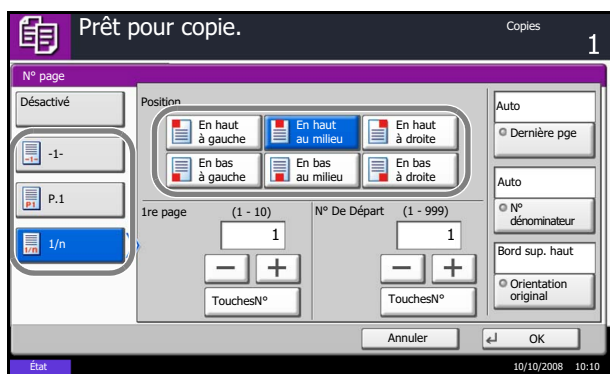 Prêt pour copie.
Copies
1
N° page
Désactivé
-1-
-1-
P.1
P1
1/n
1/n
Position
En haut
à gauche
En haut
au milieu
En haut
à droite
En bas
à gauche
En bas
au milieu
En bas
à droite
1re page (1 - 10)
1
TouchesN°
N° De Départ (1 - 999)
1
TouchesN°
Auto
Dernière pge
Auto
N°
dénominateur
Bord sup. haut
Orientation
original
Annuler
OK
État
10/10/2008 10:10